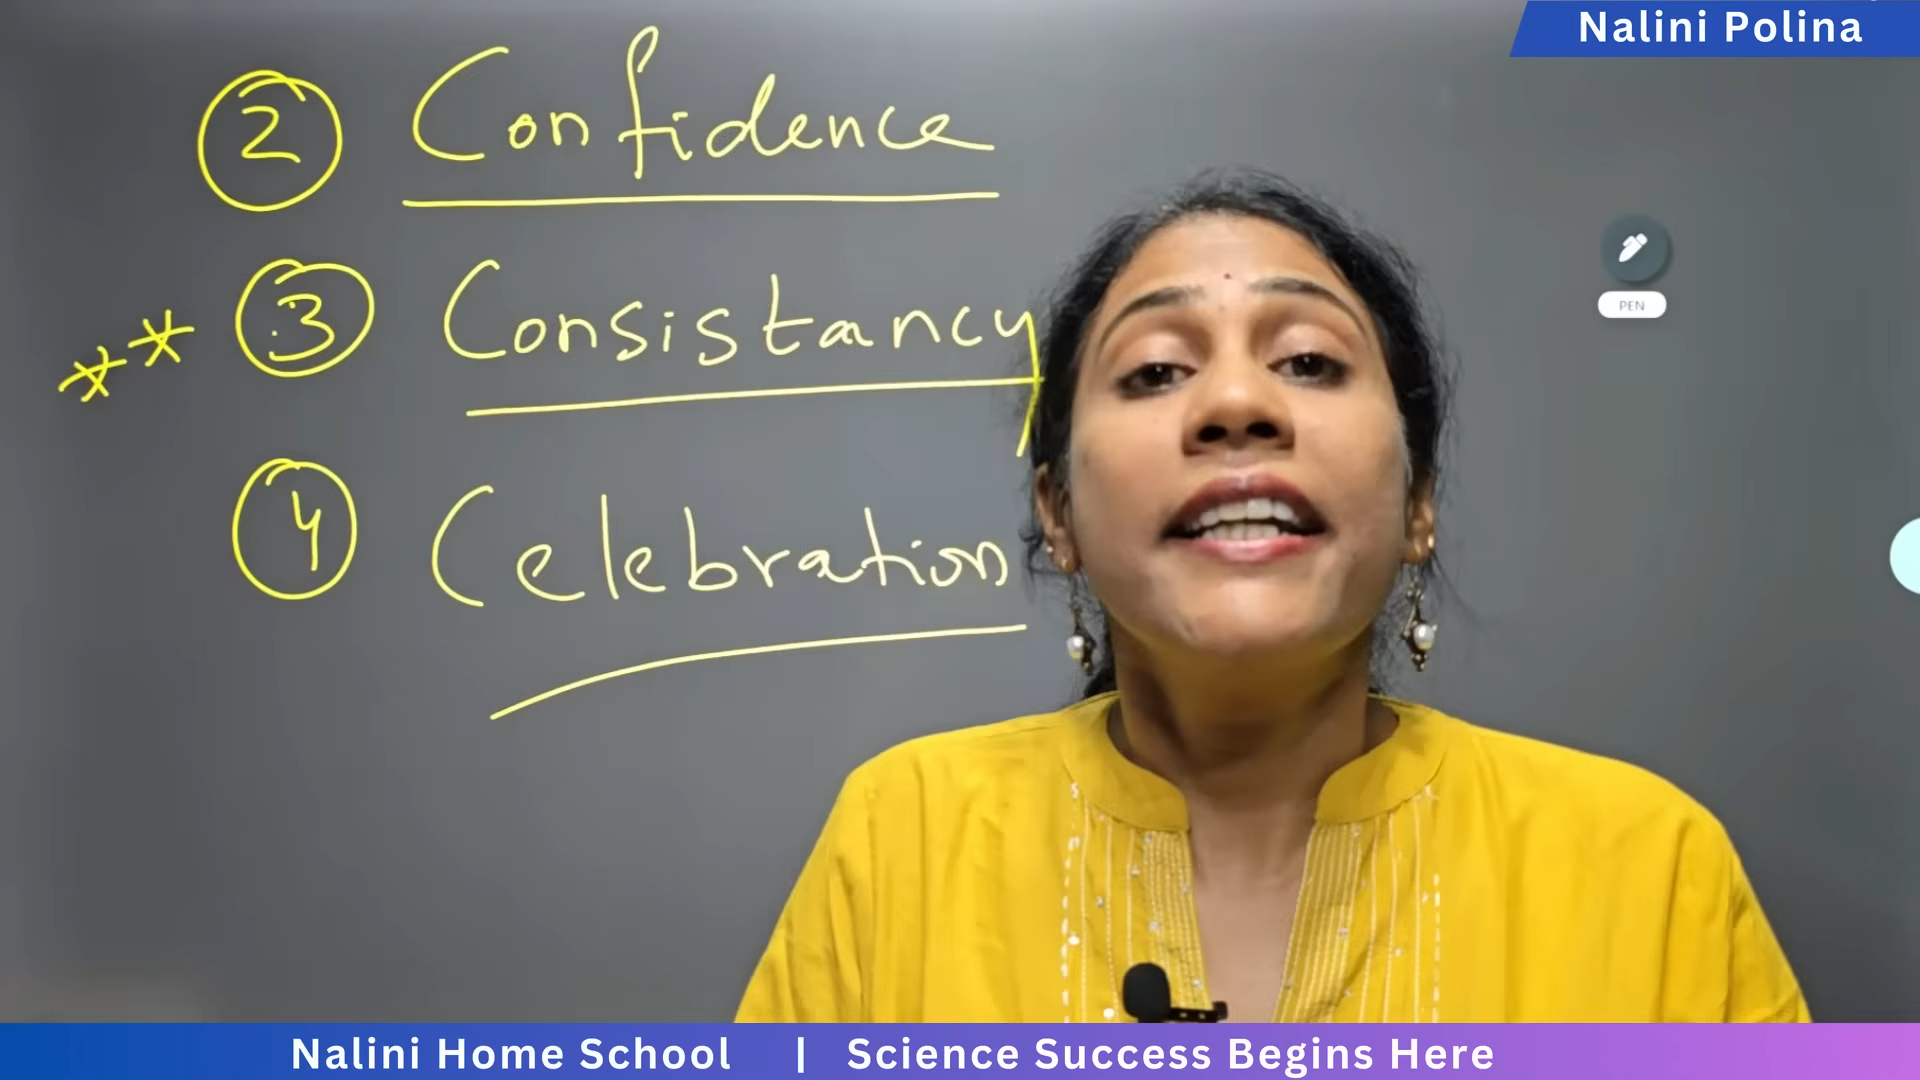 Nalini Polina
2 Confidence
** 3 Consistancy
4 Celebration
PEN
Nalini Home School | Science Success Begins Here